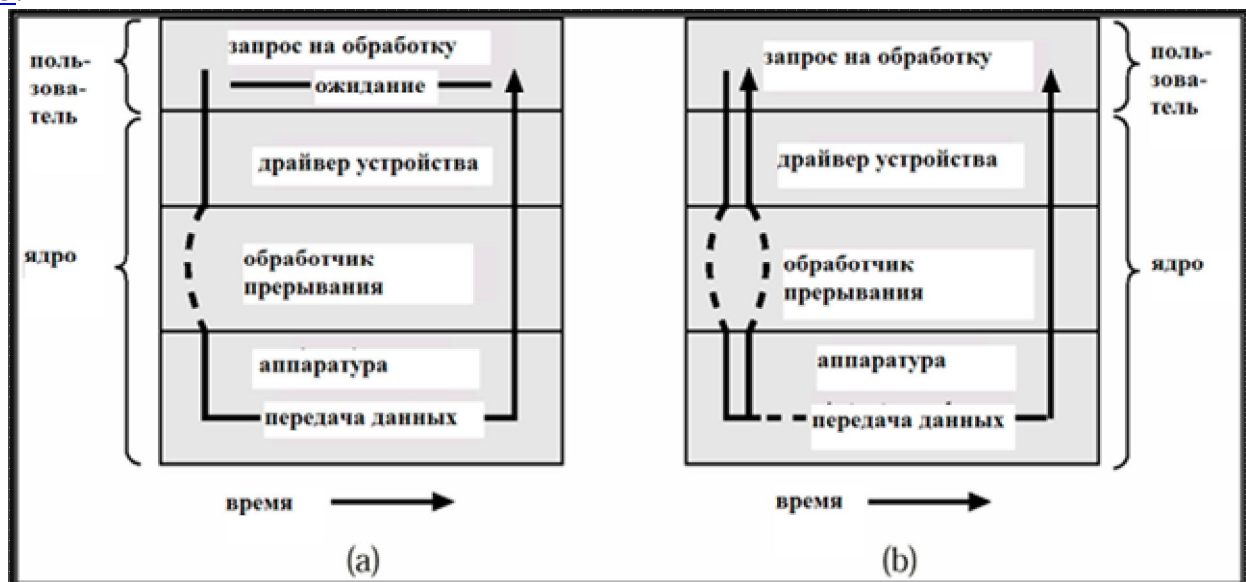 поль-
зова-
тель
ядро
запрос на обработку
ожидание
драйвер устройства
обработчик
прерывания
аппаратура
передача данных
время
(a)
запрос на обработку
драйвер устройства
обработчик
прерывания
аппаратура
передача данных
время
(b)
поль-
зова-
тель
ядро